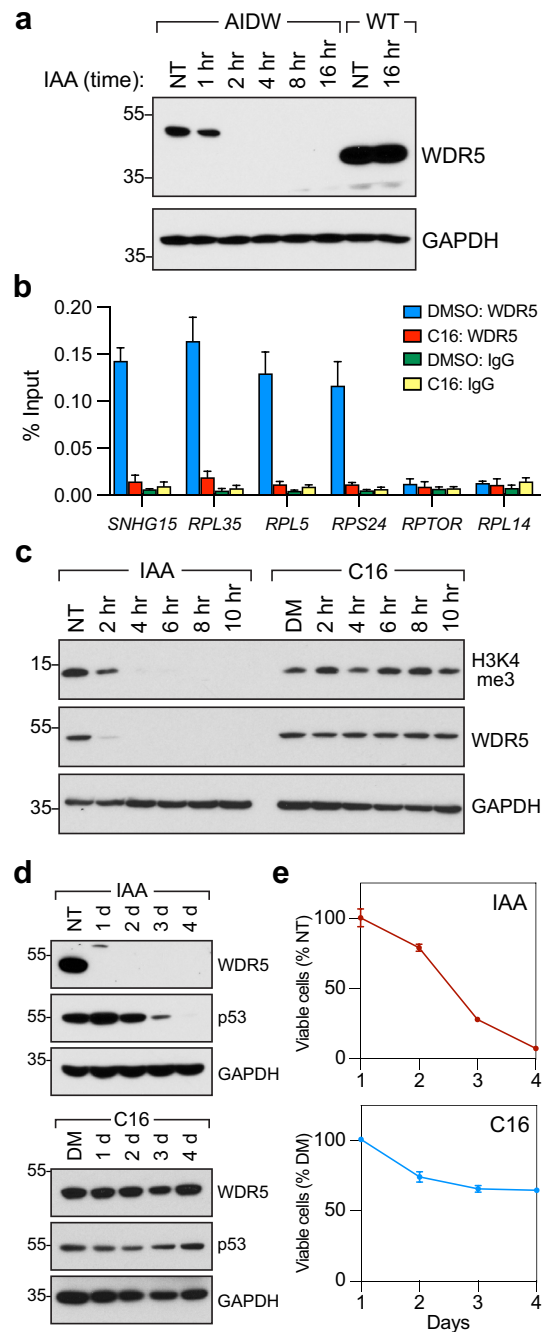 a
AIDW WT
IAA (time): NT 1 hr 2 hr 4 hr 8 hr 16 hr NT 16 hr
55
WDR5
35
GAPDH
35
b
0.20
0.15
0.10
0.05
0.00
% Input
DMSO: WDR5
C16: WDR5
DMSO: IgG
C16: IgG
SNHG15 RPL35 RPL5 RPS24 RPTOR RPL14
c
IAA C16
NT 2 hr 4 hr 6 hr 8 hr 10 hr DM 2 hr 4 hr 6 hr 8 hr 10 hr
15
H3K4
me3
55
WDR5
35
GAPDH
d
IAA
NT 1 d 2 d 3 d 4 d
55
WDR5
55
p53
35
GAPDH
C16
DM 1 d 2 d 3 d 4 d
55
WDR5
55
p53
35
GAPDH
e
IAA
Viable cells (% NT)
100
50
0
1 2 3 4
C16
Viable cells (% DM)
100
50
0
1 2 3 4
Days